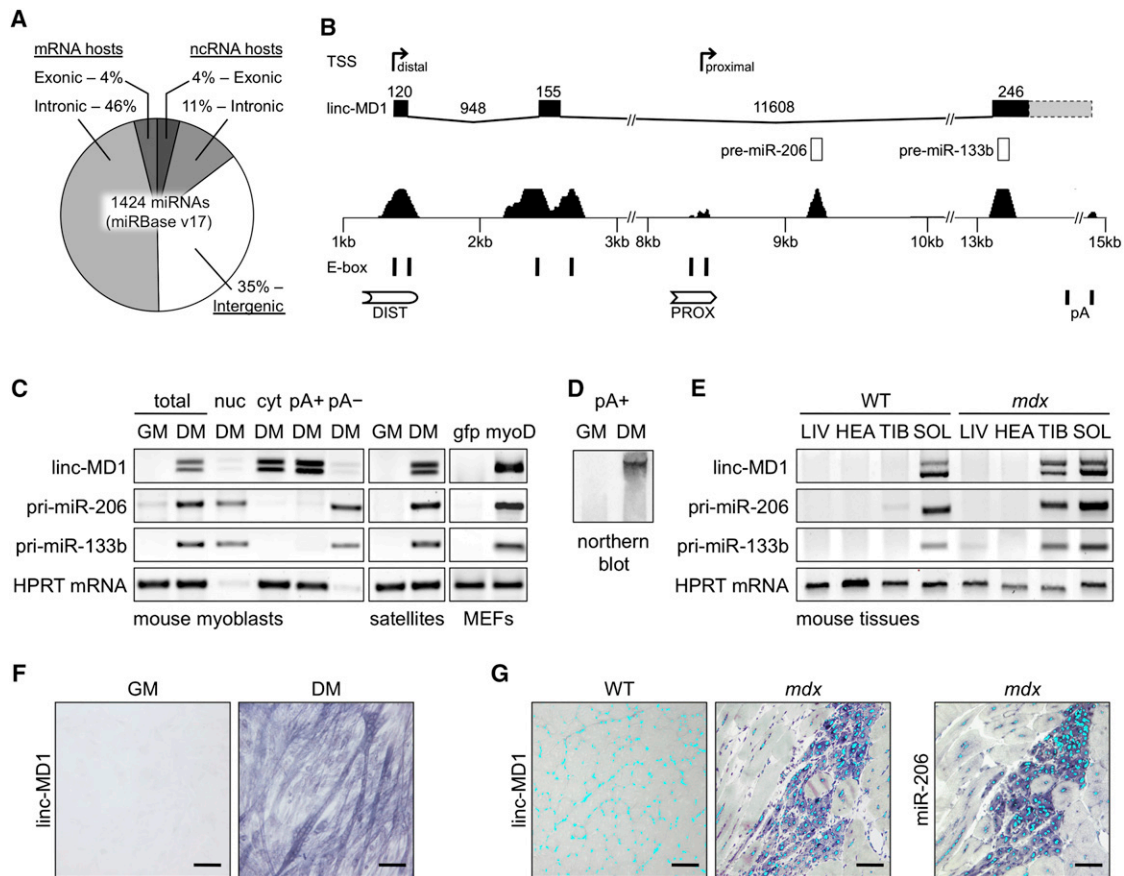 A
mRNA hosts ncRNA hosts
Exonic – 4% 4% – Exonic
Intronic – 46% 11% – Intronic
1424 miRNAs
(miRBase v17)
35% –
Intergenic
B
TSS distal proximal
120 155 246
948 11608
linc-MD1 // //
pre-miR-206 pre-miR-133b
// // //
1kb 2kb 3kb 8kb 9kb 10kb 13kb 15kb
E-box
DIST PROX pA
C
total nuc cyt pA+ pA−
GM DM DM DM DM DM GM DM gfp myoD
linc-MD1
pri-miR-206
pri-miR-133b
HPRT mRNA
mouse myoblasts satellites MEFs
D
pA+
GM DM
northern
blot
E
WT mdx
LIV HEA TIB SOL LIV HEA TIB SOL
linc-MD1
pri-miR-206
pri-miR-133b
HPRT mRNA
mouse tissues
F
GM DM
linc-MD1
G
WT mdx mdx
linc-MD1
miR-206